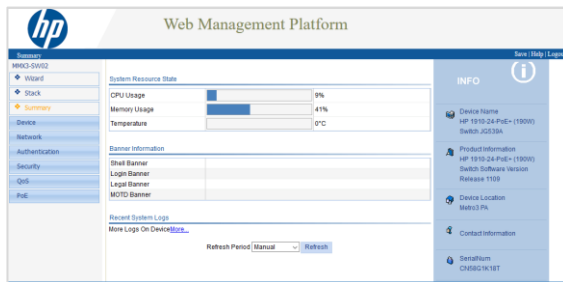 hp
Web Management Platform
Summary
Save | Help | Logout
MMX3-SW02
Wizard
Stack
Summary
Device
Network
Authentication
Security
QoS
PoE
System Resource State
CPU Usage 9%
Memory Usage 41%
Temperature 0°C
Banner Information
Shell Banner
Login Banner
Legal Banner
MOTD Banner
Recent System Logs
More Logs On DeviceMore...
Refresh Period Manual Refresh
INFO
Device Name
HP 1910-24-PoE+ (190W)
Switch JG539A
Product Information
HP 1910-24-PoE+ (190W)
Switch Software Version
Release 1109
Device Location
Metro3 PA
Contact Information
SerialNum
CN58G1K18T